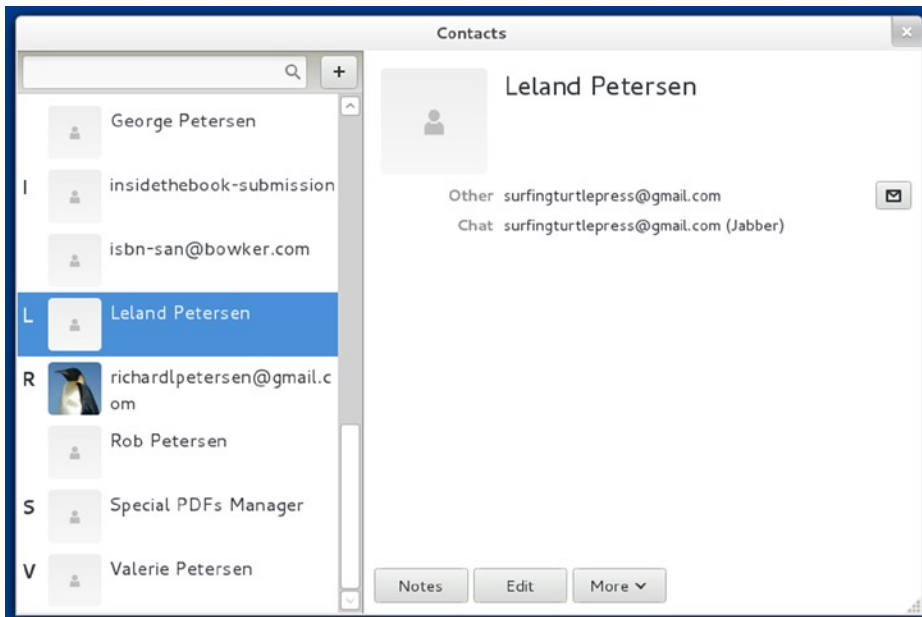 Contacts
+
George Petersen
I
insidethebook-submission
isbn-san@bowker.com
L
Leland Petersen
R
richardlpetersen@gmail.c
om
Rob Petersen
S
Special PDFs Manager
V
Valerie Petersen
Leland Petersen
Other surfingturtlepress@gmail.com
Chat surfingturtlepress@gmail.com (Jabber)
Notes
Edit
More